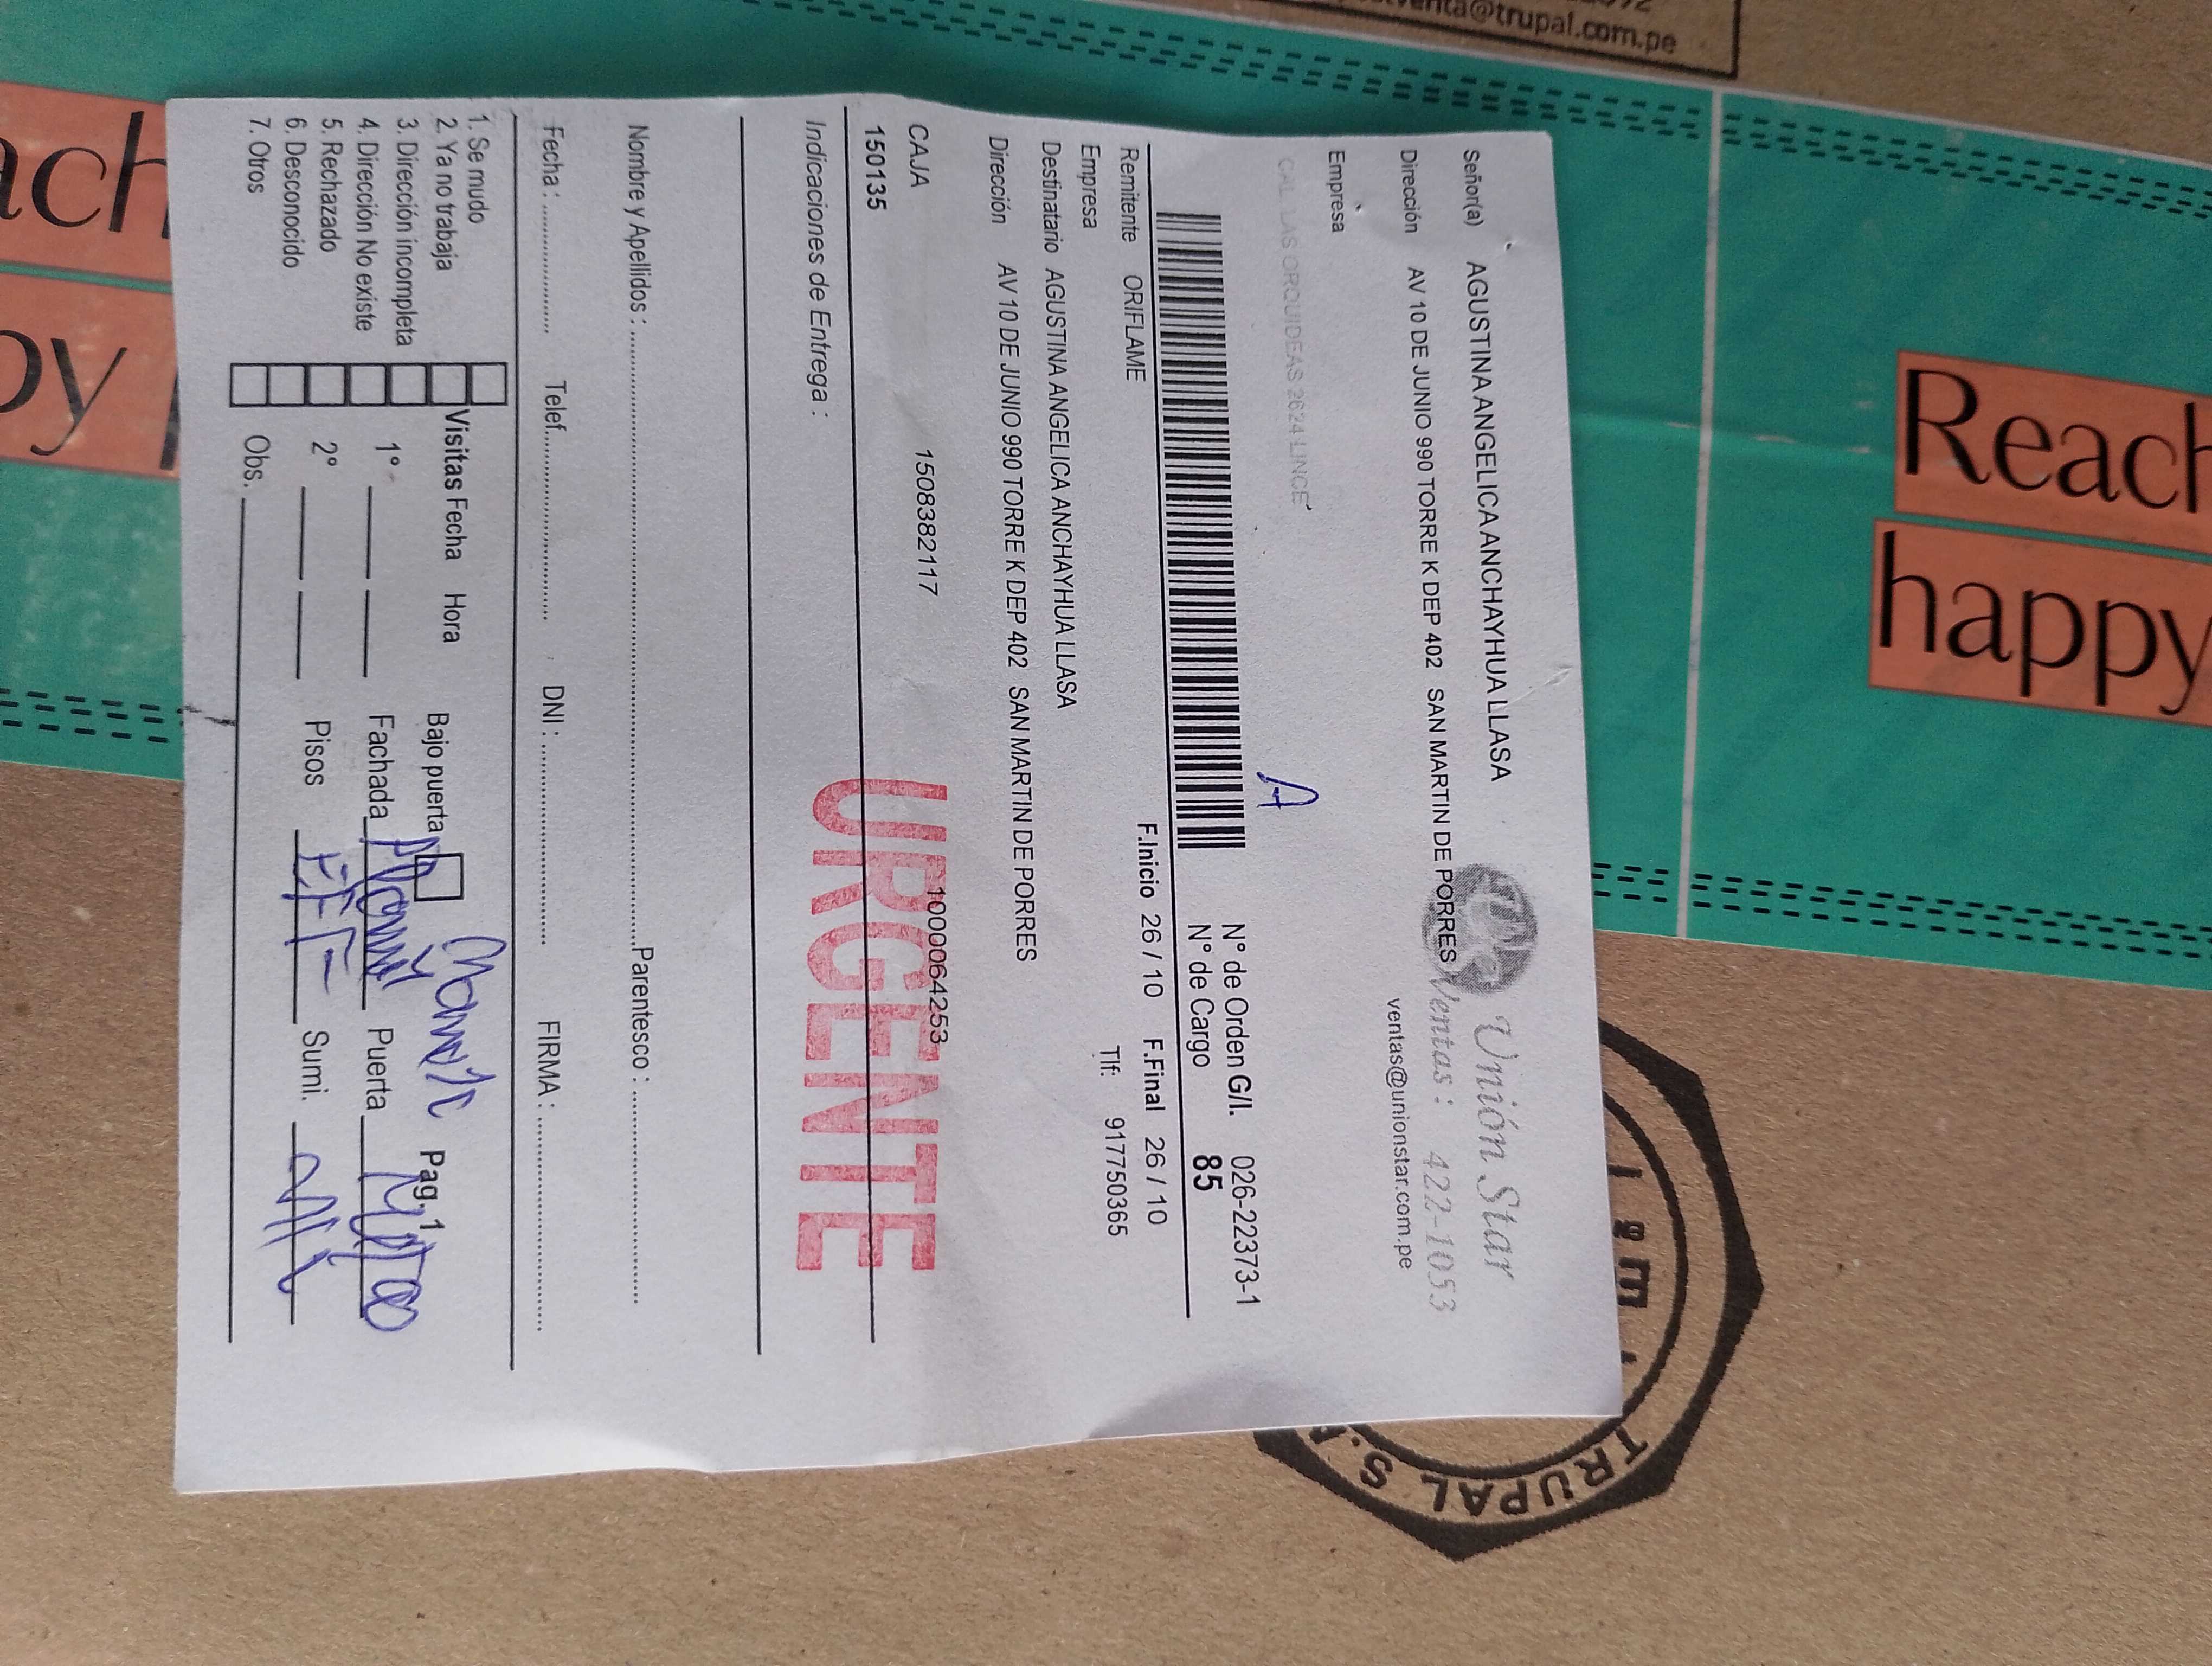 Señor(a) AGUSTINA ANGELICA ANCHAYHUA LLASA
Unión Star
Dirección AV 10 DE JUNIO 990 TORRE K DEP 402 SAN MARTIN DE PORRES
Ventas: 422-1053
ventas@unionstar.com.pe
Empresa
CAL LAS ORQUIDEAS 2624 LINCE
A
N° de Orden G/I. 026-22373-1
N° de Cargo 85
F.Inicio 26 / 10 F.Final 26 / 10
Remitente ORIFLAME
Tlf: 917750365
Empresa
Destinatario AGUSTINA ANGELICA ANCHAYHUA LLASA
Dirección AV 10 DE JUNIO 990 TORRE K DEP 402 SAN MARTIN DE PORRES
CAJA 1508382117 1000064253
150135
URGENTE
Indicaciones de Entrega :
Nombre y Apellidos : Parentesco :
Fecha : Telef. DNI : FIRMA :
1. Se mudo
2. Ya no trabaja
3. Dirección incompleta
4. Dirección No existe
5. Rechazado
6. Desconocido
7. Otros
Visitas Fecha Hora
1°
2°
Obs.
Bajo puerta
Pag. 1
Fachada
Puerta
Pisos
Sumi.
Reach
happy
ach
py
@trupal.com.pe
TRUPAL S.